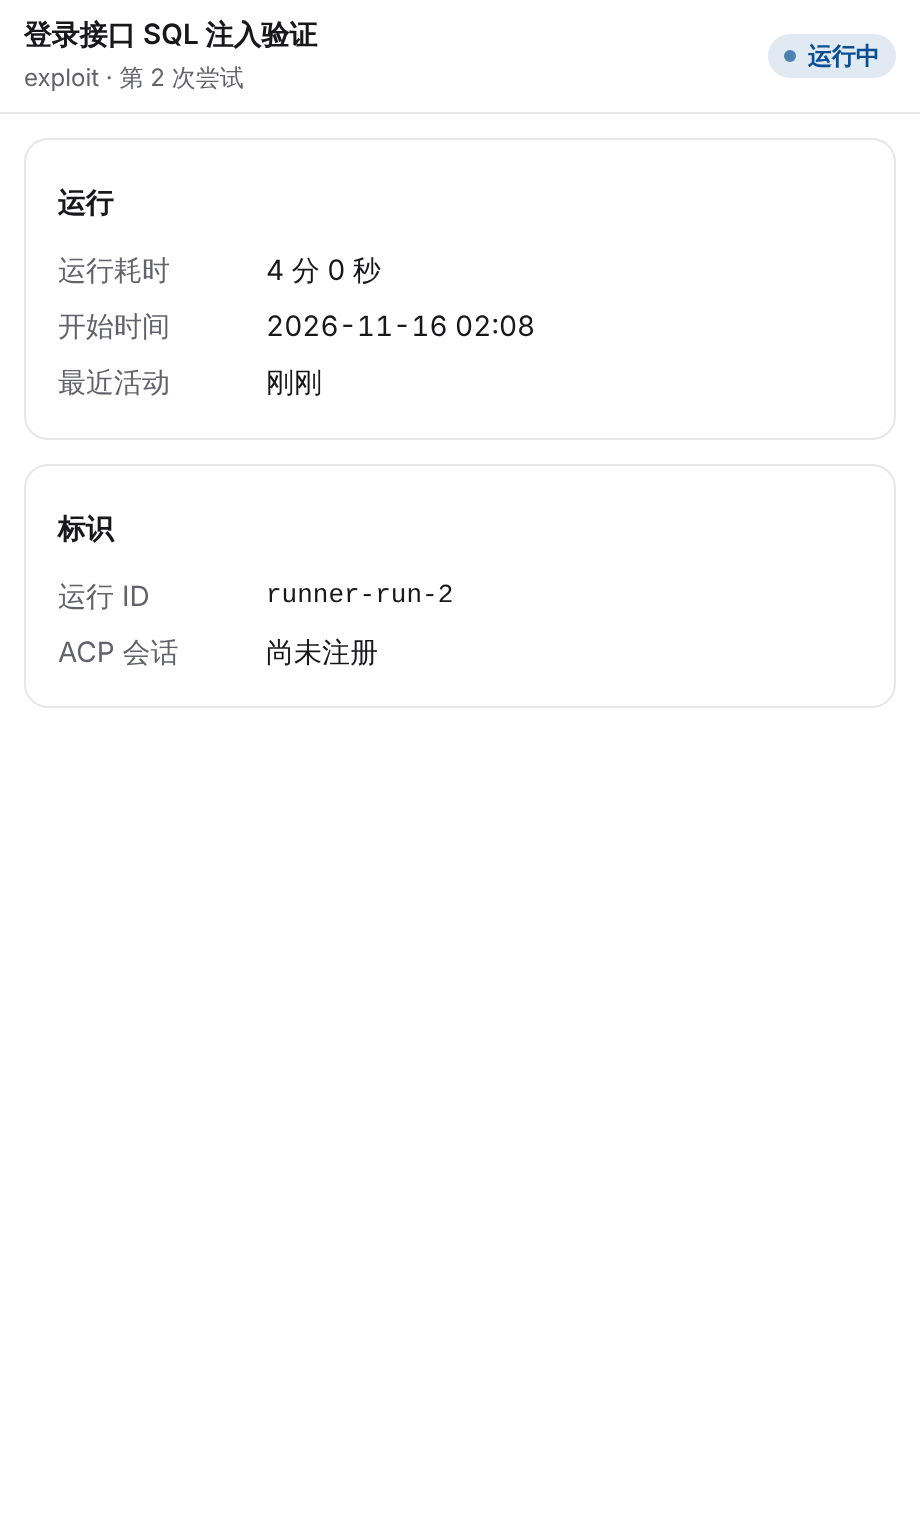 登录接口 SQL 注入验证
exploit · 第 2 次尝试
运行中
运行
运行耗时 4 分 0 秒
开始时间 2026-11-16 02:08
最近活动 刚刚
标识
运行 ID runner-run-2
ACP 会话 尚未注册